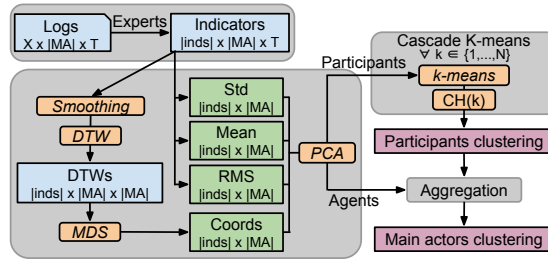 Logs
X x |MA| x T
Experts
Indicators
|inds| x |MA| x T
Smoothing
DTW
DTWs
|inds| x |MA| x |MA|
MDS
Std
|inds| x |MA|
Mean
|inds| x |MA|
RMS
|inds| x |MA|
Coords
|inds| x |MA|
PCA
Participants
Agents
Cascade K-means
∀ k ∈ {1,...,N}
k-means
CH(k)
Participants clustering
Aggregation
Main actors clustering